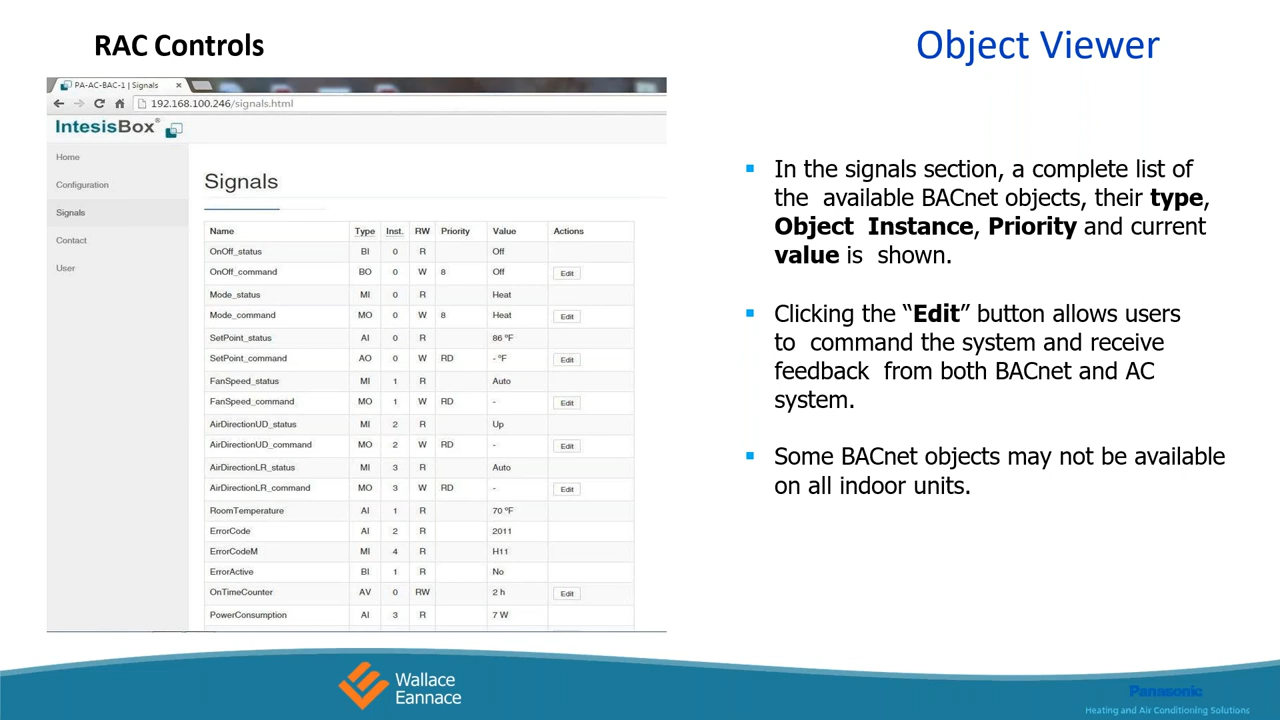 RAC Controls
Object Viewer
PA-AC-BAC-1 | Signals
192.168.100.246/signals.html
IntesisBox®
Home
Configuration
Signals
Contact
User
Signals
Name Type Inst. RW Priority Value Actions
OnOff_status BI 0 R Off
OnOff_command BO 0 W 8 Off Edit
Mode_status MI 0 R Heat
Mode_command MO 0 W 8 Heat Edit
SetPoint_status AI 0 R 86 ºF
SetPoint_command AO 0 W RD - ºF Edit
FanSpeed_status MI 1 R Auto
FanSpeed_command MO 1 W RD - Edit
AirDirectionUD_status MI 2 R Up
AirDirectionUD_command MO 2 W RD - Edit
AirDirectionLR_status MI 3 R Auto
AirDirectionLR_command MO 3 W RD - Edit
RoomTemperature AI 1 R 70 ºF
ErrorCode AI 2 R 2011
ErrorCodeM MI 4 R H11
ErrorActive BI 1 R No
OnTimeCounter AV 0 RW 2 h Edit
PowerConsumption AI 3 R 7 W
▪ In the signals section, a complete list of
the available BACnet objects, their type,
Object Instance, Priority and current
value is shown.
▪ Clicking the “Edit” button allows users
to command the system and receive
feedback from both BACnet and AC
system.
▪ Some BACnet objects may not be available
on all indoor units.
Wallace
Eannace
Panasonic
Heating and Air Conditioning Solutions